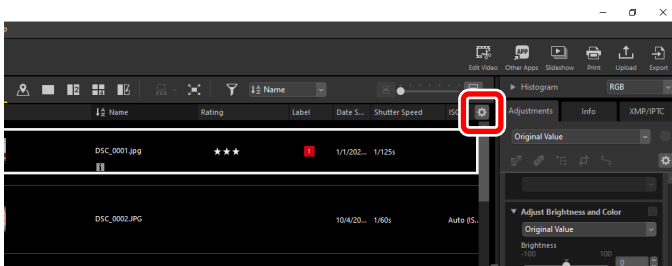 Edit Video Other Apps Slideshow Print Upload Export
APP
Name
Histogram RGB
Name Rating Label Date S... Shutter Speed ISO
Adjustments Info XMP/IPTC
Original Value
DSC_0001.jpg ★★★ 1 1/1/202... 1/125s
DSC_0002.JPG 10/4/20... 1/60s Auto (IS...
Adjust Brightness and Color
Original Value
Brightness
-100 100
0